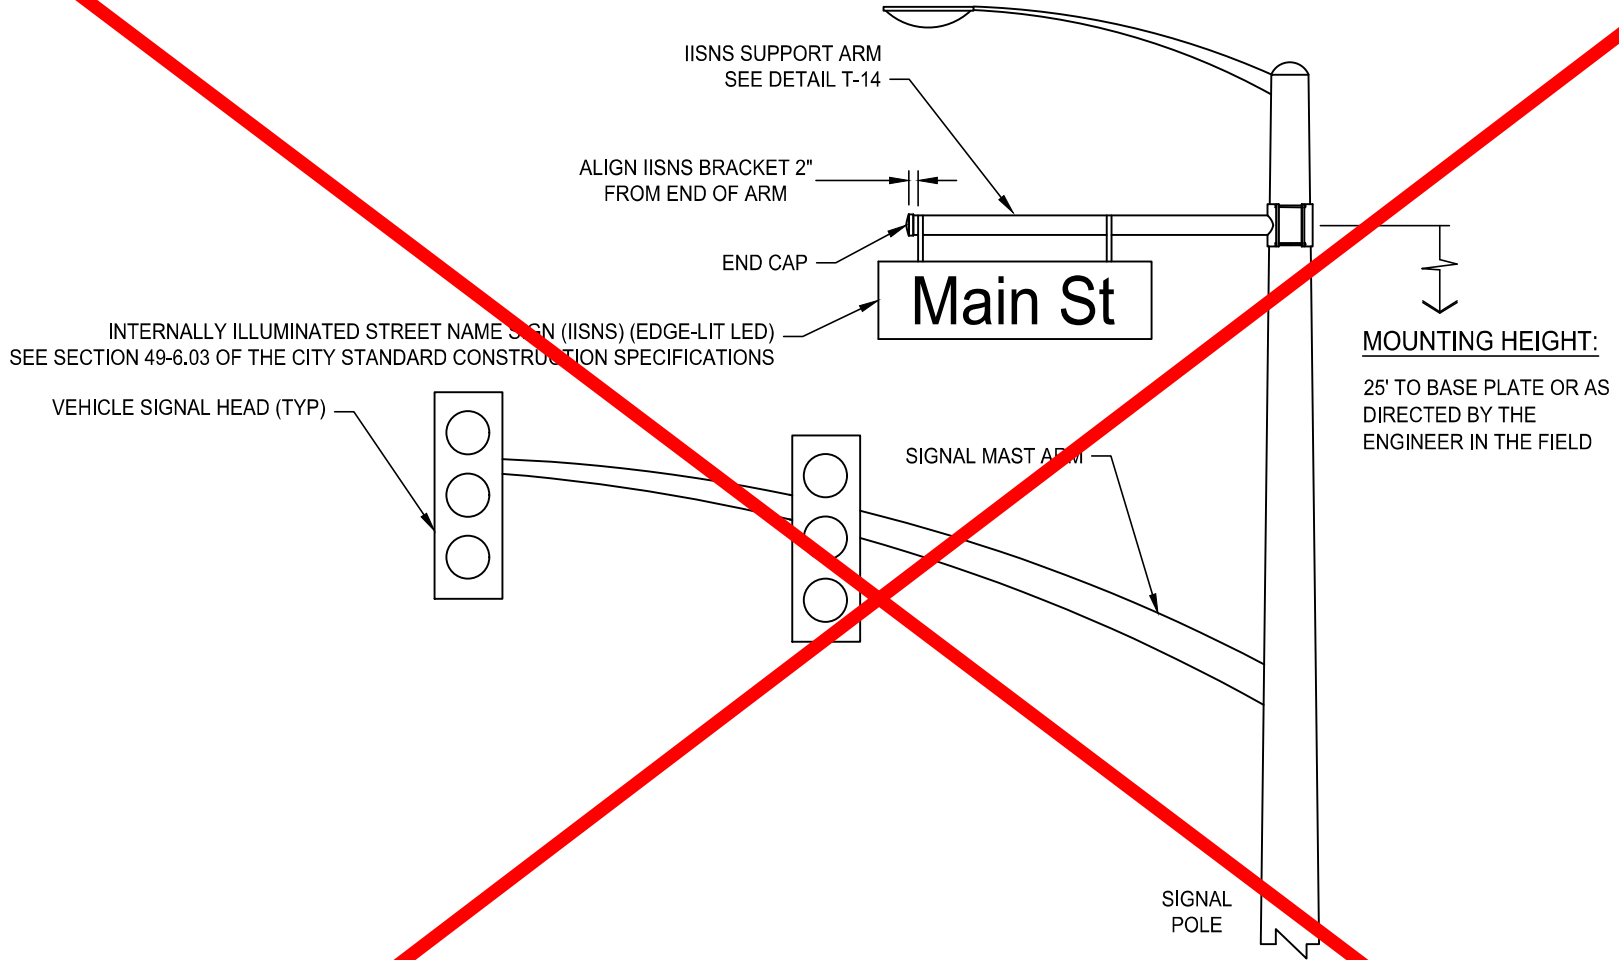 IISNS SUPPORT ARM
SEE DETAIL T-14
ALIGN IISNS BRACKET 2"
FROM END OF ARM
END CAP
Main St
INTERNALLY ILLUMINATED STREET NAME SIGN (IISNS) (EDGE-LIT LED)
SEE SECTION 49-6.03 OF THE CITY STANDARD CONSTRUCTION SPECIFICATIONS
MOUNTING HEIGHT:
25' TO BASE PLATE OR AS
DIRECTED BY THE
ENGINEER IN THE FIELD
VEHICLE SIGNAL HEAD (TYP)
SIGNAL MAST ARM
SIGNAL
POLE